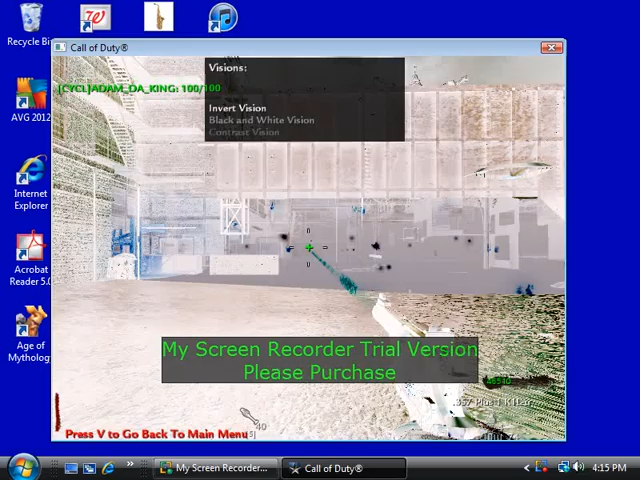 Recycle Bi
Call of Duty®
Visions:
[CYCL]ADAM_DA_KING: 100/100
Invert Vision
Black and White Vision
Contrast Vision
AVG 2012
Internet
Explorer
Acrobat
Reader 5.0
Age of
Mythology
My Screen Recorder Trial Version
Please Purchase
40
Press V to Go Back To Main Menu
My Screen Recorder...
Call of Duty®
4:15 PM